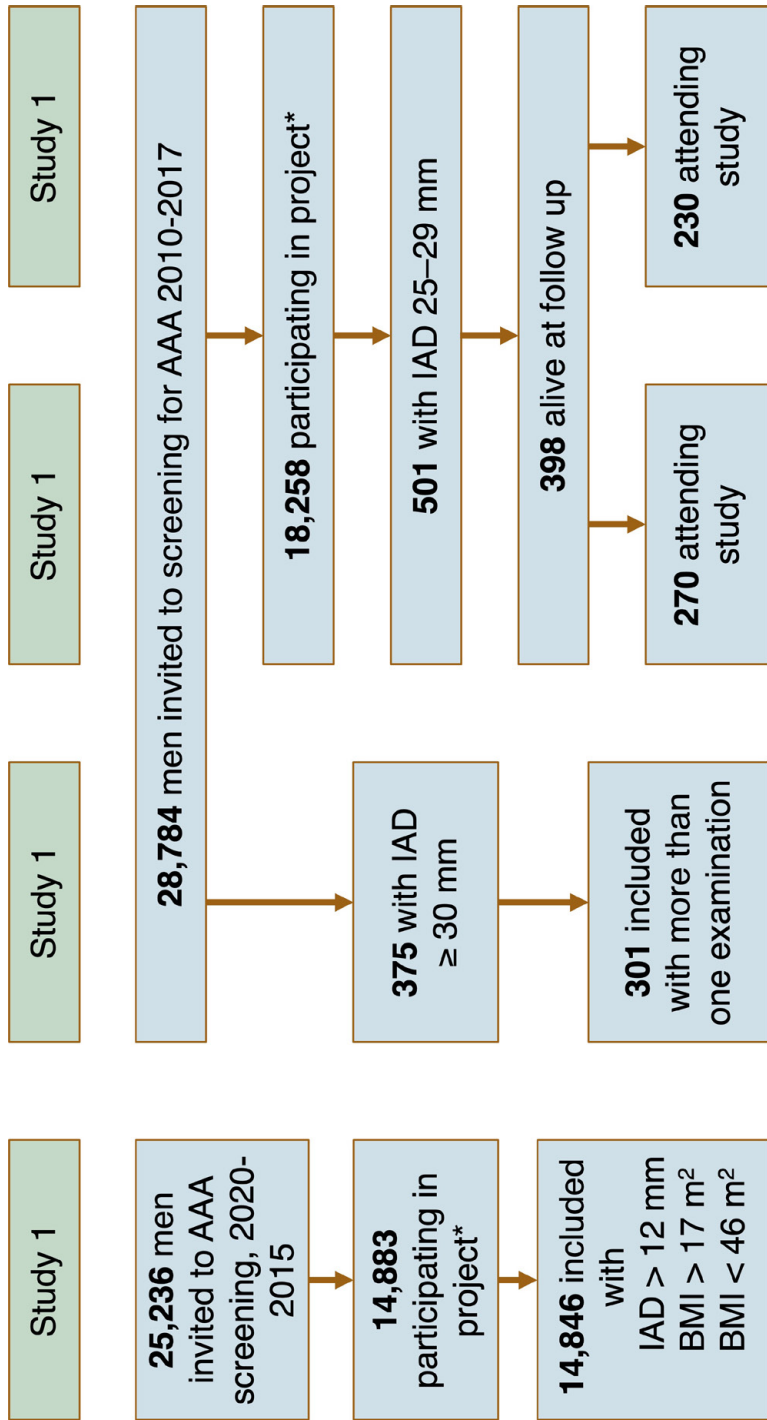 Study 1
Study 1
Study 1
Study 1
25,236 men
invited to AAA
screening, 2020-
2015
28,784 men invited to screening for AAA 2010-2017
14,883
participating in
project*
375 with IAD
≥ 30 mm
18,258 participating in project*
501 with IAD 25–29 mm
398 alive at follow up
14,846 included
with
IAD > 12 mm
BMI > 17 m²
BMI < 46 m²
301 included
with more than
one examination
270 attending
study
230 attending
study